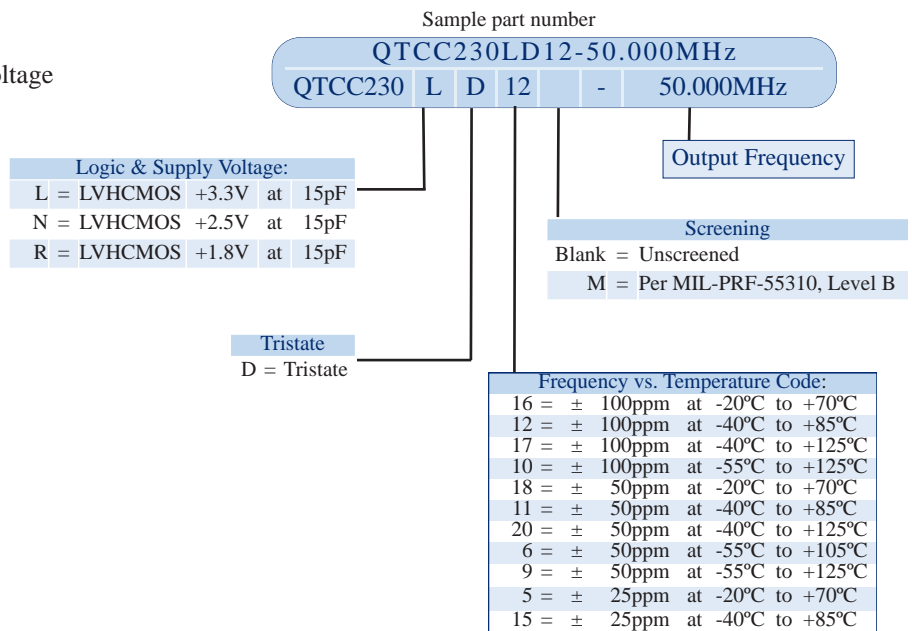 Sample part number
QTCC230LD12-50.000MHz
QTCC230 L D 12 - 50.000MHz
oltage
Output Frequency
Logic & Supply Voltage:
L = LVHCMOS +3.3V at 15pF
N = LVHCMOS +2.5V at 15pF
R = LVHCMOS +1.8V at 15pF
Screening
Blank = Unscreened
M = Per MIL-PRF-55310, Level B
Tristate
D = Tristate
Frequency vs. Temperature Code:
16 = ± 100ppm at -20ºC to +70ºC
12 = ± 100ppm at -40ºC to +85ºC
17 = ± 100ppm at -40ºC to +125ºC
10 = ± 100ppm at -55ºC to +125ºC
18 = ± 50ppm at -20ºC to +70ºC
11 = ± 50ppm at -40ºC to +85ºC
20 = ± 50ppm at -40ºC to +125ºC
6 = ± 50ppm at -55ºC to +105ºC
9 = ± 50ppm at -55ºC to +125ºC
5 = ± 25ppm at -20ºC to +70ºC
15 = ± 25ppm at -40ºC to +85ºC